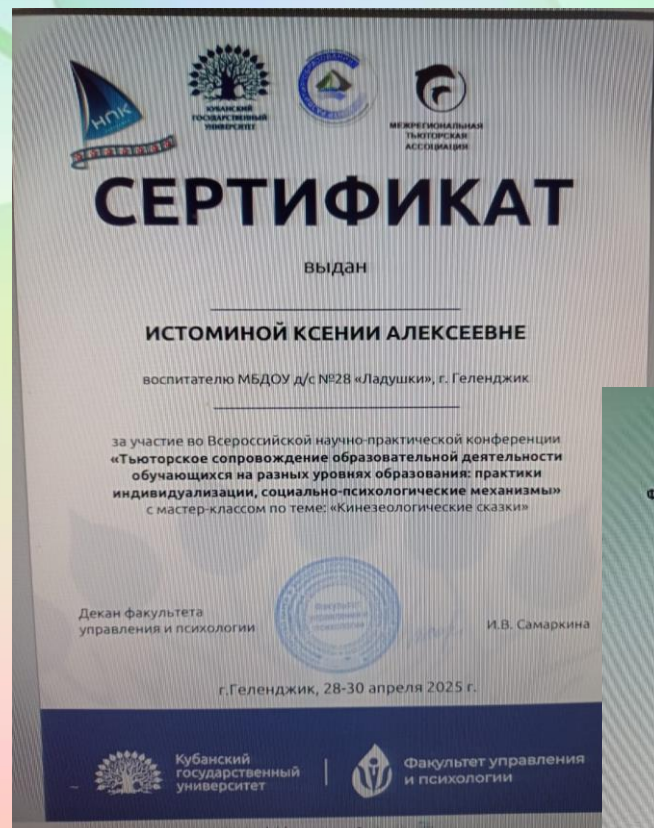 НПК
КУБАНСКИЙ
ГОСУДАРСТВЕННЫЙ
УНИВЕРСИТЕТ
МЕЖРЕГИОНАЛЬНАЯ
ТЬЮТОРСКАЯ
АССОЦИАЦИЯ
СЕРТИФИКАТ
выдан
ИСТОМИНОЙ КСЕНИИ АЛЕКСЕЕВНЕ
воспитателю МБДОУ д/с №28 «Ладушки», г. Геленджик
за участие во Всероссийской научно-практической конференции
«Тьюторское сопровождение образовательной деятельности
обучающихся на разных уровнях образования: практики
индивидуализации, социально-психологические механизмы»
с мастер-классом по теме: «Кинезеологические сказки»
Декан факультета
управления и психологии
Факультет
управления и
психологии
И.В. Самаркина
г.Геленджик, 28-30 апреля 2025 г.
Кубанский
государственный
университет
Факультет управления
и психологии